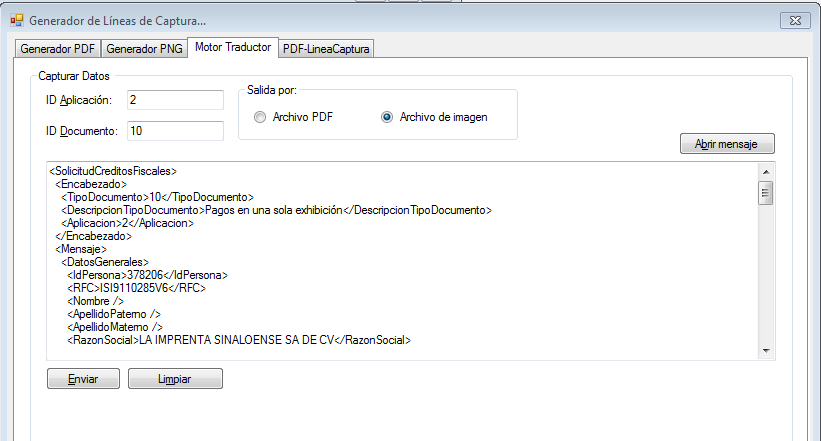 Generador de Líneas de Captura...
Generador PDF Generador PNG Motor Traductor PDF-LineaCaptura
Capturar Datos
ID Aplicación: 2
Salida por:
Archivo PDF Archivo de imagen
ID Documento: 10
Abrir mensaje
<SolicitudCreditosFiscales>
<Encabezado>
<TipoDocumento>10</TipoDocumento>
<DescripcionTipoDocumento>Pagos en una sola exhibición</DescripcionTipoDocumento>
<Aplicacion>2</Aplicacion>
</Encabezado>
<Mensaje>
<DatosGenerales>
<IdPersona>378206</IdPersona>
<RFC>ISI9110285V6</RFC>
<Nombre />
<ApellidoPaterno />
<ApellidoMaterno />
<RazonSocial>LA IMPRENTA SINALOENSE SA DE CV</RazonSocial>
Enviar Limpiar